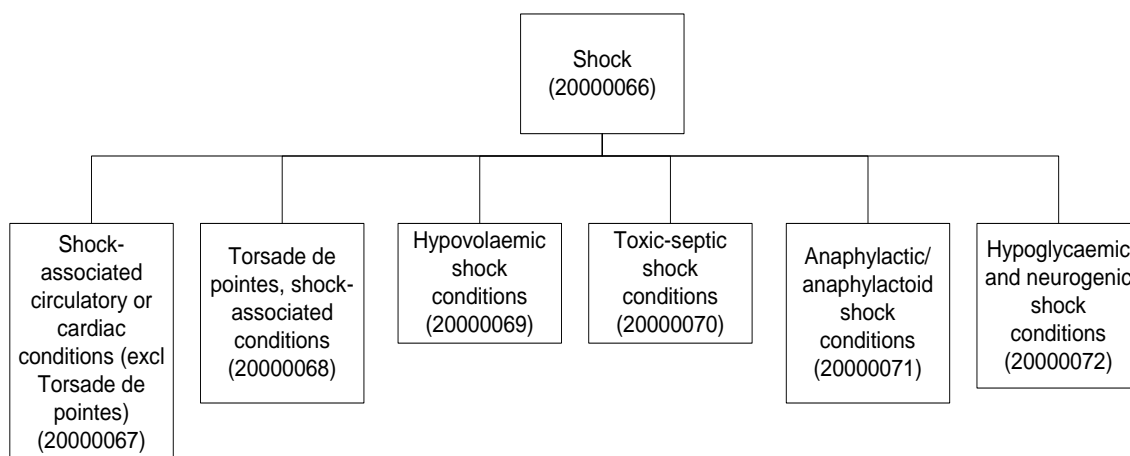 Shock
(20000066)
Shock-
associated
circulatory or
cardiac
conditions (excl
Torsade de
pointes)
(20000067)
Torsade de
pointes, shock-
associated
conditions
(20000068)
Hypovolaemic
shock
conditions
(20000069)
Toxic-septic
shock
conditions
(20000070)
Anaphylactic/
anaphylactoid
shock
conditions
(20000071)
Hypoglycaemic
and neurogenic
shock
conditions
(20000072)